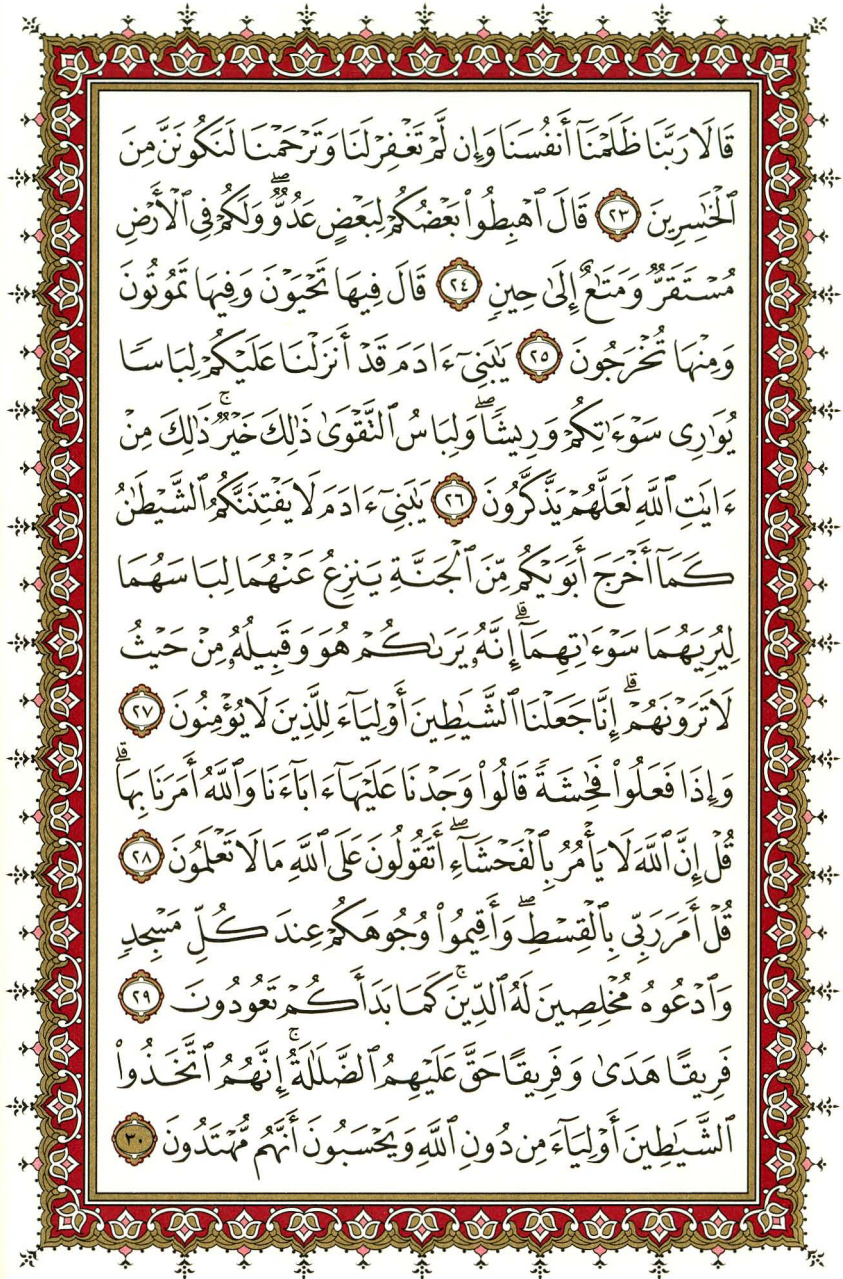 قَالَا رَبَّنَا ظَلَمْنَآ أَنفُسَنَا وَإِن لَّمْ تَغْفِرْ لَنَا وَتَرْحَمْنَا لَنَكُونَنَّ مِنَ
ٱلْخَٰسِرِينَ ٢٣ قَالَ ٱهْبِطُوا۟ بَعْضُكُمْ لِبَعْضٍ عَدُوٌّ ۖ وَلَكُمْ فِى ٱلْأَرْضِ
مُسْتَقَرٌّ وَمَتَٰعٌ إِلَىٰ حِينٍ ٢٤ قَالَ فِيهَا تَحْيَوْنَ وَفِيهَا تَمُوتُونَ
وَمِنْهَا تُخْرَجُونَ ٢٥ يَٰبَنِىٓ ءَادَمَ قَدْ أَنزَلْنَا عَلَيْكُمْ لِبَاسًا
يُوَٰرِى سَوْءَٰتِكُمْ وَرِيشًا ۖ وَلِبَاسُ ٱلتَّقْوَىٰ ذَٰلِكَ خَيْرٌ ۚ ذَٰلِكَ مِنْ
ءَايَٰتِ ٱللَّهِ لَعَلَّهُمْ يَذَّكَّرُونَ ٢٦ يَٰبَنِىٓ ءَادَمَ لَا يَفْتِنَنَّكُمُ ٱلشَّيْطَٰنُ
كَمَآ أَخْرَجَ أَبَوَيْكُم مِّنَ ٱلْجَنَّةِ يَنزِعُ عَنْهُمَا لِبَاسَهُمَا
لِيُرِيَهُمَا سَوْءَٰتِهِمَآ ۗ إِنَّهُۥ يَرَىٰكُمْ هُوَ وَقَبِيلُهُۥ مِنْ حَيْثُ
لَا تَرَوْنَهُمْ ۗ إِنَّا جَعَلْنَا ٱلشَّيَٰطِينَ أَوْلِيَآءَ لِلَّذِينَ لَا يُؤْمِنُونَ ٢٧
وَإِذَا فَعَلُوا۟ فَٰحِشَةً قَالُوا۟ وَجَدْنَا عَلَيْهَآ ءَابَآءَنَا وَٱللَّهُ أَمَرَنَا بِهَا ۗ
قُلْ إِنَّ ٱللَّهَ لَا يَأْمُرُ بِٱلْفَحْشَآءِ ۖ أَتَقُولُونَ عَلَى ٱللَّهِ مَا لَا تَعْلَمُونَ ٢٨
قُلْ أَمَرَ رَبِّى بِٱلْقِسْطِ ۖ وَأَقِيمُوا۟ وُجُوهَكُمْ عِندَ كُلِّ مَسْجِدٍ
وَٱدْعُوهُ مُخْلِصِينَ لَهُ ٱلدِّينَ ۚ كَمَا بَدَأَكُمْ تَعُودُونَ ٢٩
فَرِيقًا هَدَىٰ وَفَرِيقًا حَقَّ عَلَيْهِمُ ٱلضَّلَٰلَةُ ۚ إِنَّهُمُ ٱتَّخَذُوا۟
ٱلشَّيَٰطِينَ أَوْلِيَآءَ مِن دُونِ ٱللَّهِ وَيَحْسَبُونَ أَنَّهُم مُّهْتَدُونَ ٣٠